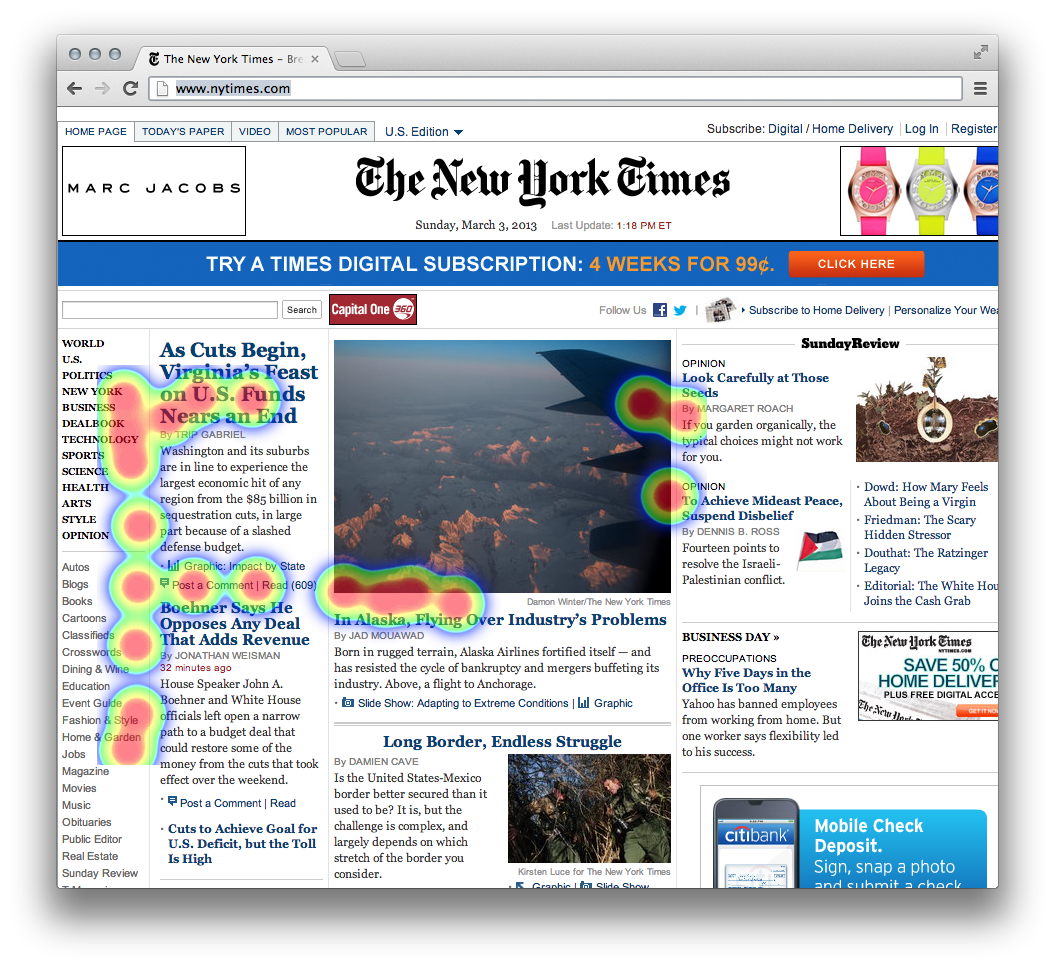 The New York Times – Bre
www.nytimes.com
HOME PAGE
TODAY'S PAPER
VIDEO
MOST POPULAR
U.S. Edition
Subscribe: Digital / Home Delivery
Log In
Register
MARC JACOBS
The New York Times
Sunday, March 3, 2013
Last Update: 1:18 PM ET
TRY A TIMES DIGITAL SUBSCRIPTION: 4 WEEKS FOR 99¢.
CLICK HERE
Search
Capital One 360
Follow Us
Subscribe to Home Delivery | Personalize Your Wea
WORLD
U.S.
POLITICS
NEW YORK
BUSINESS
DEALBOOK
TECHNOLOGY
SPORTS
SCIENCE
HEALTH
ARTS
STYLE
OPINION
Autos
Blogs
Books
Cartoons
Classifieds
Crosswords
Dining & Wine
Education
Event Guide
Fashion & Style
Home & Garden
Jobs
Magazine
Movies
Music
Obituaries
Public Editor
Real Estate
Sunday Review
T Magazine
As Cuts Begin,
Virginia's Feast
on U.S. Funds
Nears an End
By TRIP GABRIEL
Washington and its suburbs
are in line to experience the
largest economic hit of any
region from the $85 billion in
sequestration cuts, in large
part because of a slashed
defense budget.
· Graphic: Impact by State
Post a Comment | Read (609)
Boehner Says He
Opposes Any Deal
That Adds Revenue
By JONATHAN WEISMAN
32 minutes ago
House Speaker John A.
Boehner and White House
officials left open a narrow
path to a budget deal that
could restore some of the
money from the cuts that took
effect over the weekend.
· Post a Comment | Read
· Cuts to Achieve Goal for
U.S. Deficit, but the Toll
Is High
Damon Winter/The New York Times
In Alaska, Flying Over Industry's Problems
By JAD MOUAWAD
Born in rugged terrain, Alaska Airlines fortified itself — and
has resisted the cycle of bankruptcy and mergers buffeting its
industry. Above, a flight to Anchorage.
· Slide Show: Adapting to Extreme Conditions | Graphic
Long Border, Endless Struggle
By DAMIEN CAVE
Is the United States-Mexico
border better secured than it
used to be? It is, but the
challenge is complex, and
largely depends on which
stretch of the border you
consider.
Kirsten Luce for The New York Times
· Graphic | Slide Show
SundayReview
OPINION
Look Carefully at Those
Seeds
By MARGARET ROACH
If you garden organically, the
typical choices might not work
for you.
OPINION
To Achieve Mideast Peace,
Suspend Disbelief
By DENNIS B. ROSS
Fourteen points to
resolve the Israeli-
Palestinian conflict.
· Dowd: How Mary Feels
About Being a Virgin
· Friedman: The Scary
Hidden Stressor
· Douthat: The Ratzinger
Legacy
· Editorial: The White Hou
Joins the Cash Grab
BUSINESS DAY »
PREOCCUPATIONS
Why Five Days in the
Office Is Too Many
Yahoo has banned employees
from working from home. But
one worker says flexibility led
to his success.
The New York Times
NYTIMES.COM
SAVE 50% O
HOME DELIVER
PLUS FREE DIGITAL ACCE
GET IT NOW
citibank
Mobile Check
Deposit.
Sign, snap a photo
and submit a check